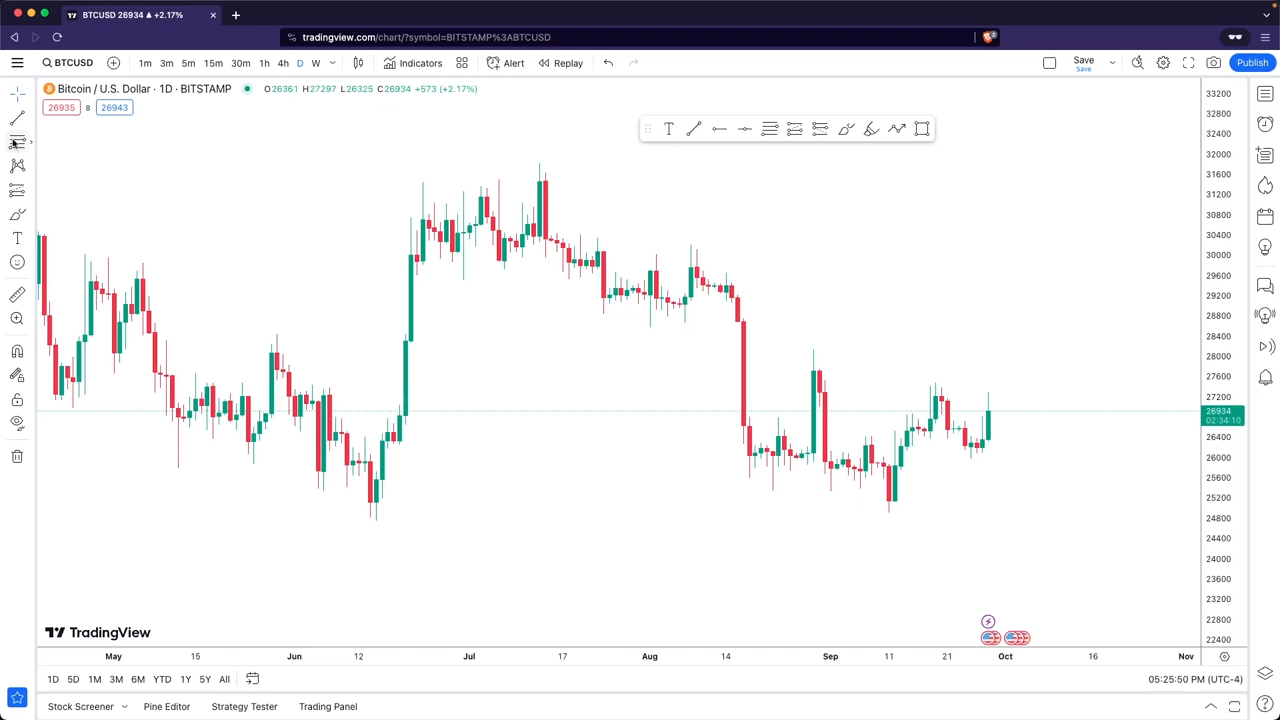 BTCUSD 26934 ▲ +2.17%
tradingview.com/chart/?symbol=BITSTAMP%3ABTCUSD
BTCUSD 1m 3m 5m 15m 30m 1h 4h D W Indicators Alert Replay Save Publish
Save
Bitcoin / U.S. Dollar · 1D · BITSTAMP O26361 H27297 L26325 C26934 +573 (+2.17%)
26935 8 26943
T
33200
32800
32400
32000
31600
31200
30800
30400
30000
29600
29200
28800
28400
28000
27600
27200
26934
02:34:10
26400
26000
25600
25200
24800
24400
24000
23600
23200
22800
22400
TradingView
May 15 Jun 12 Jul 17 Aug 14 Sep 11 21 Oct 16 Nov
1D 5D 1M 3M 6M YTD 1Y 5Y All 05:25:50 PM (UTC-4)
Stock Screener Pine Editor Strategy Tester Trading Panel